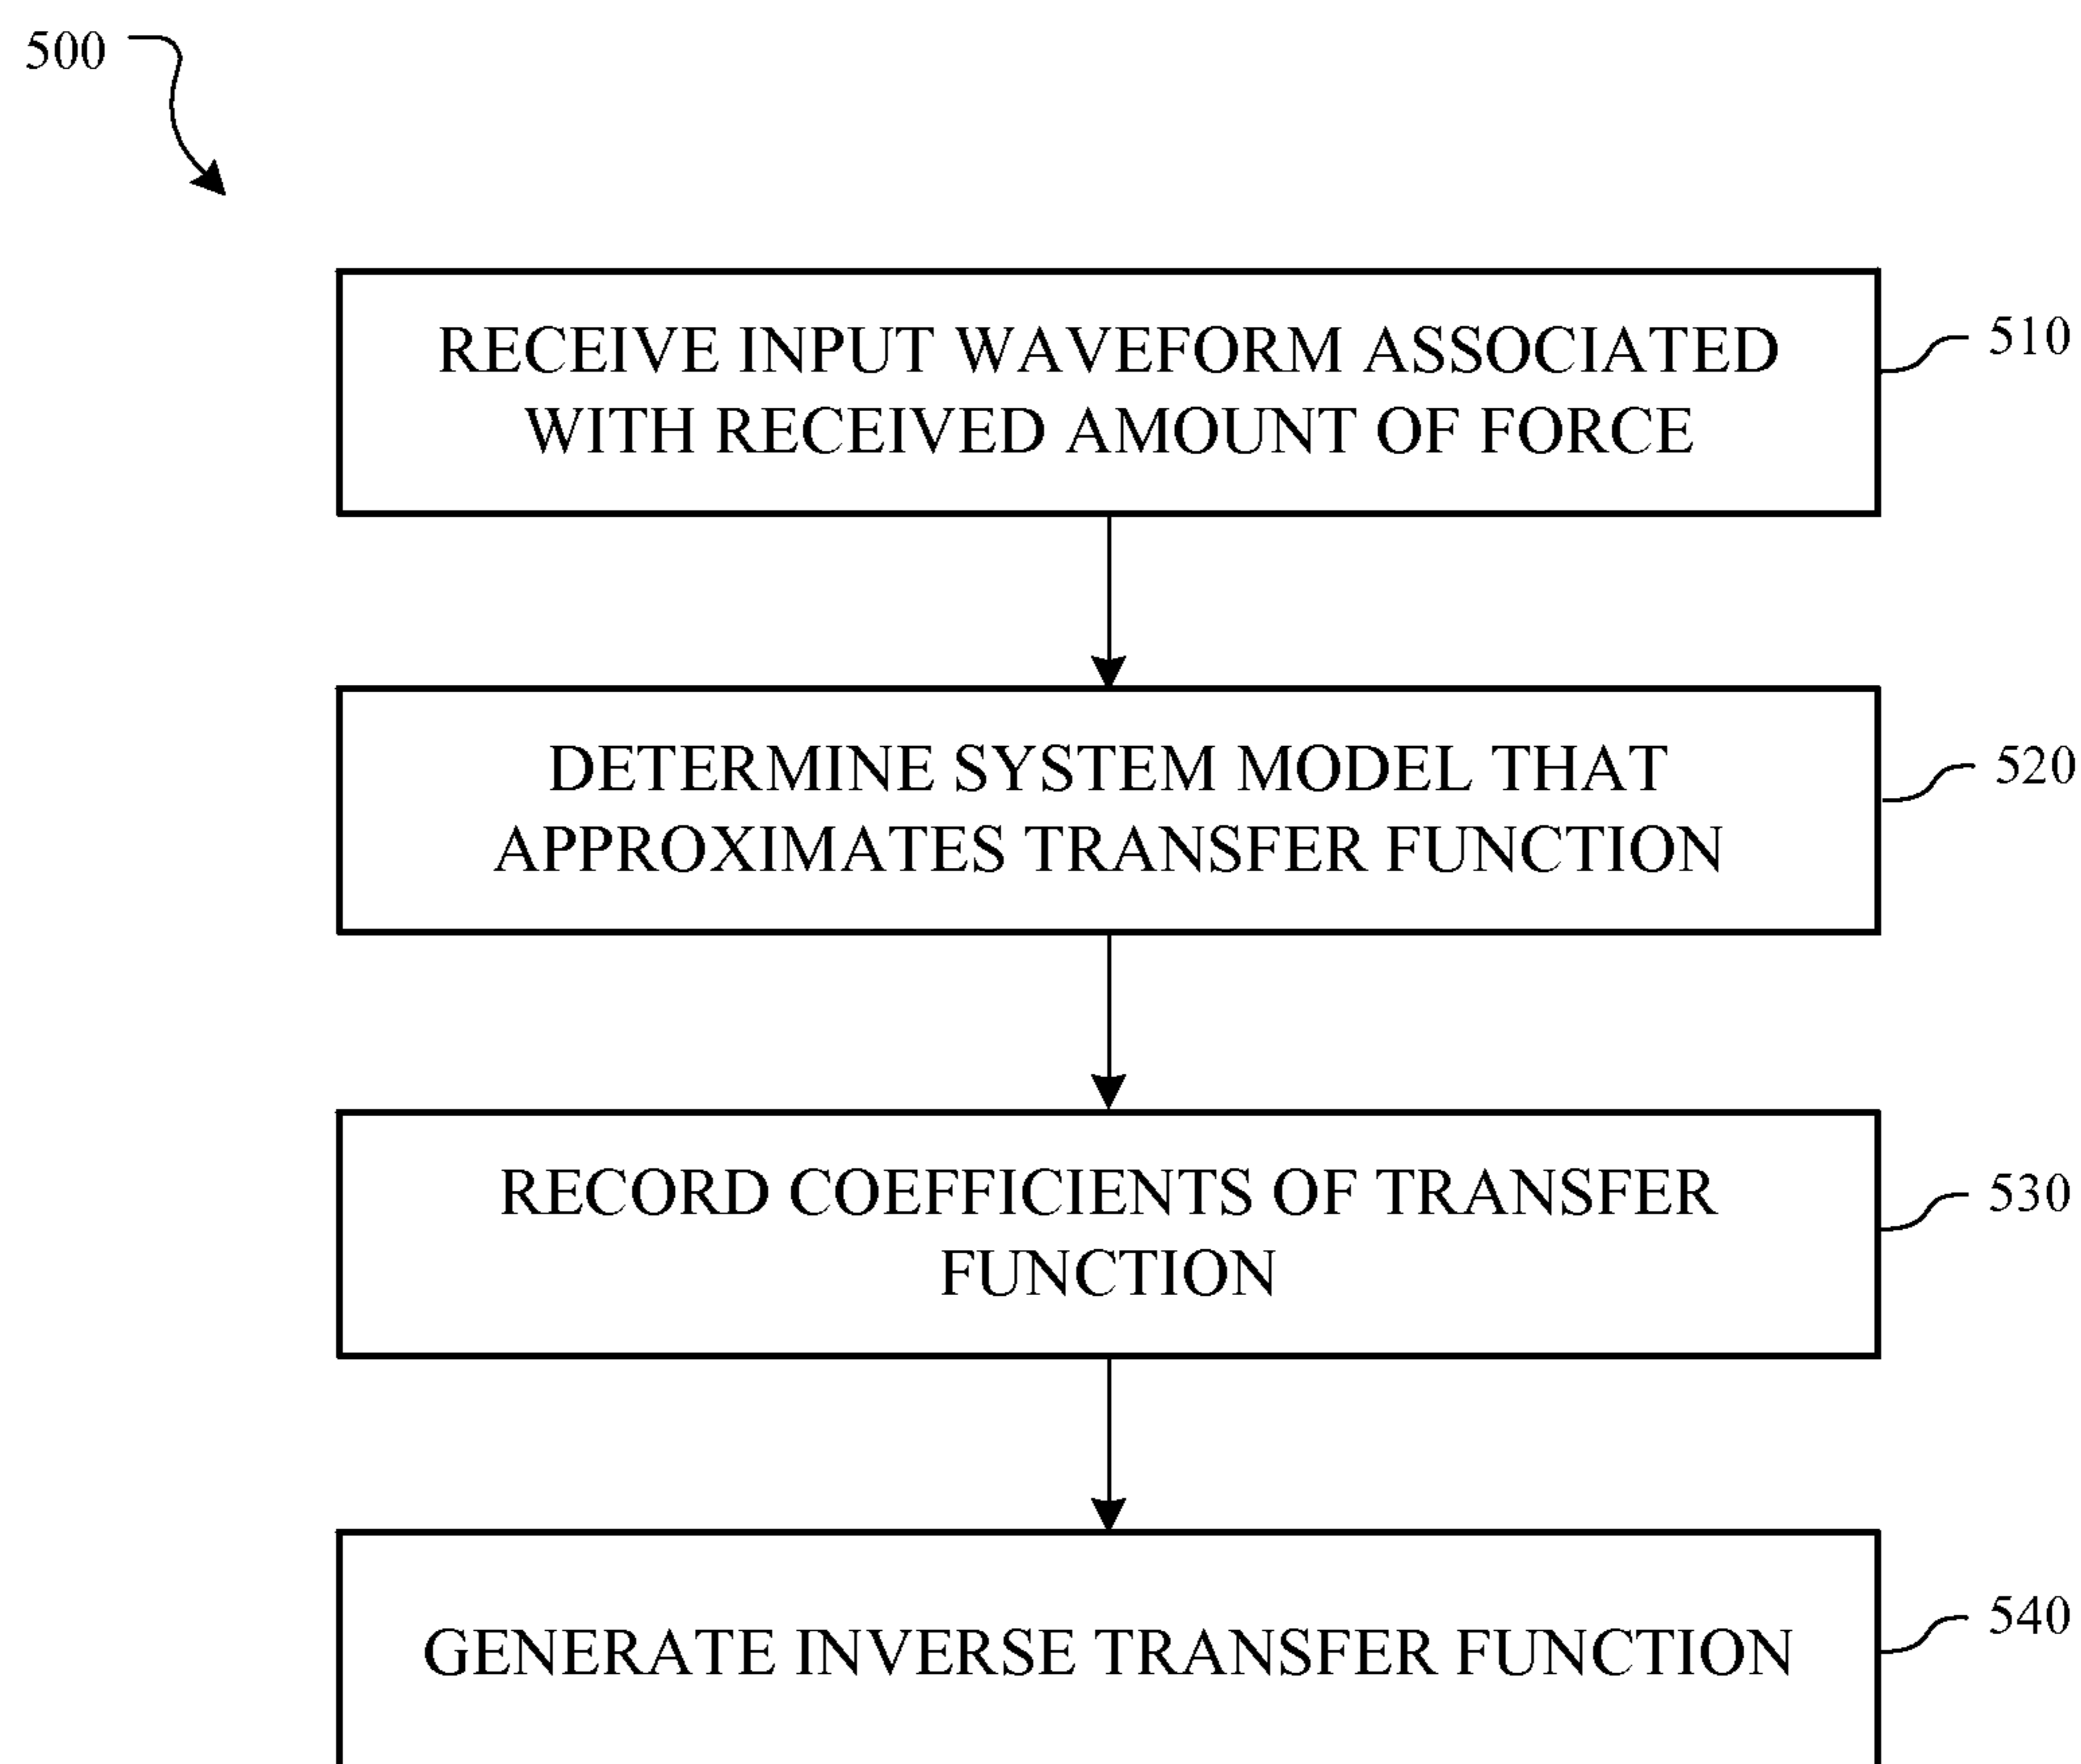 500
RECEIVE INPUT WAVEFORM ASSOCIATED
WITH RECEIVED AMOUNT OF FORCE
510
DETERMINE SYSTEM MODEL THAT
APPROXIMATES TRANSFER FUNCTION
520
RECORD COEFFICIENTS OF TRANSFER
FUNCTION
530
GENERATE INVERSE TRANSFER FUNCTION
540